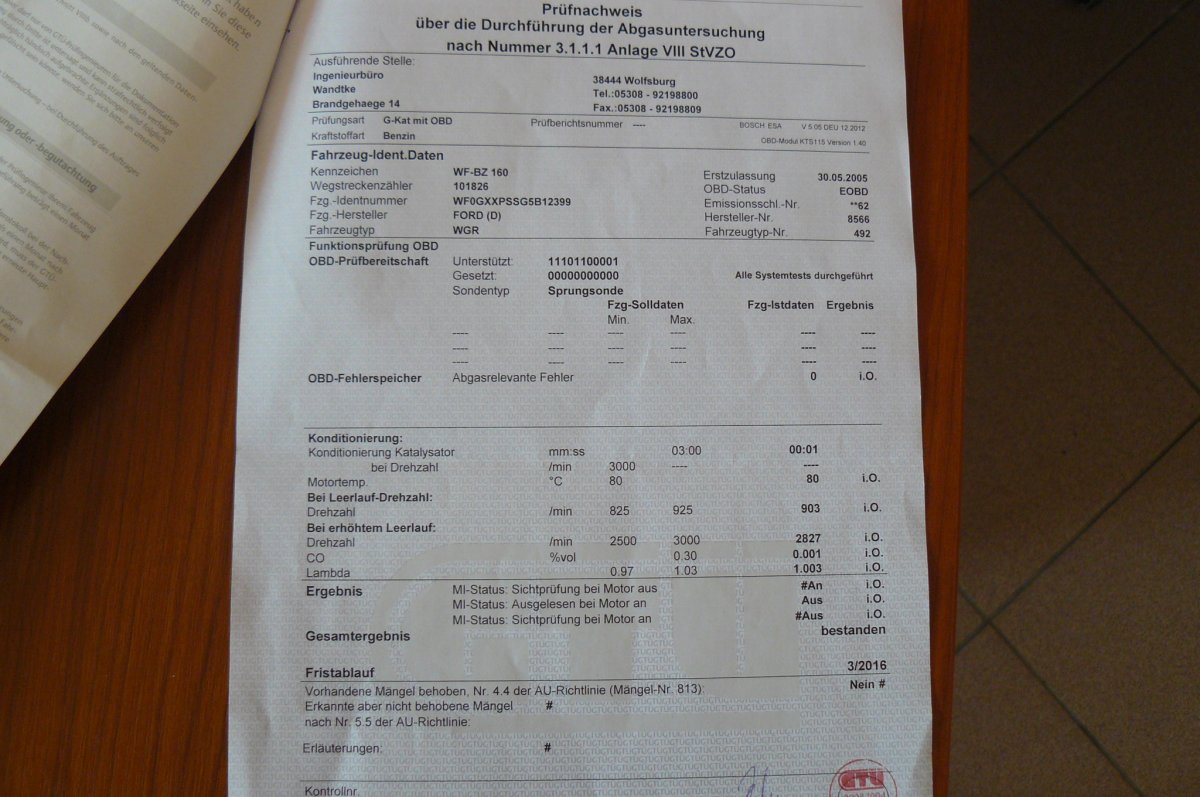 haben
Sie diese
kseite einsehen.
sowie nach den geltenden Daten
Prüfnachweis
über die Durchführung der Abgasuntersuchung
nach Nummer 3.1.1.1 Anlage VIII StVZO
Ausführende Stelle:
Ingenieurbüro
Wandtke
Brandgehaege 14
38444 Wolfsburg
Tel.:05308 - 92198800
Fax.:05308 - 92198809
Prüfungsart G-Kat mit OBD Prüfberichtsnummer ---- BOSCH ESA V 5.05 DEU 12.2012
Kraftstoffart Benzin OBD-Modul KTS115 Version 1.40
Fahrzeug-Ident.Daten
Kennzeichen WF-BZ 160 Erstzulassung 30.05.2005
Wegstreckenzähler 101826 OBD-Status EOBD
Fzg.-Identnummer WF0GXXPSSG5B12399 Emissionsschl.-Nr. **62
Fzg.-Hersteller FORD (D) Hersteller-Nr. 8566
Fahrzeugtyp WGR Fahrzeugtyp-Nr. 492
Funktionsprüfung OBD
OBD-Prüfbereitschaft Unterstützt: 11101100001
Gesetzt: 00000000000 Alle Systemtests durchgeführt
Sondentyp Sprungsonde
Fzg-Solldaten Fzg-Istdaten Ergebnis
Min. Max.
---- ---- ---- ---- ----
---- ---- ---- ---- ----
---- ---- ---- ---- ----
OBD-Fehlerspeicher Abgasrelevante Fehler 0 i.O.
Konditionierung:
Konditionierung Katalysator mm:ss 03:00 00:01
bei Drehzahl /min 3000 ---- ----
Motortemp. °C 80 80 i.O.
Bei Leerlauf-Drehzahl:
Drehzahl /min 825 925 903 i.O.
Bei erhöhtem Leerlauf:
Drehzahl /min 2500 3000 2827 i.O.
CO %vol 0.30 0.001 i.O.
Lambda 0.97 1.03 1.003 i.O.
Ergebnis MI-Status: Sichtprüfung bei Motor aus #An i.O.
MI-Status: Ausgelesen bei Motor an Aus i.O.
MI-Status: Sichtprüfung bei Motor an #Aus i.O.
Gesamtergebnis bestanden
Fristablauf 3/2016
Vorhandene Mängel behoben, Nr. 4.4 der AU-Richtlinie (Mängel-Nr. 813): Nein #
Erkannte aber nicht behobene Mängel #
nach Nr. 5.5 der AU-Richtlinie:
Erläuterungen: #
Kontrollnr.
GTÜ